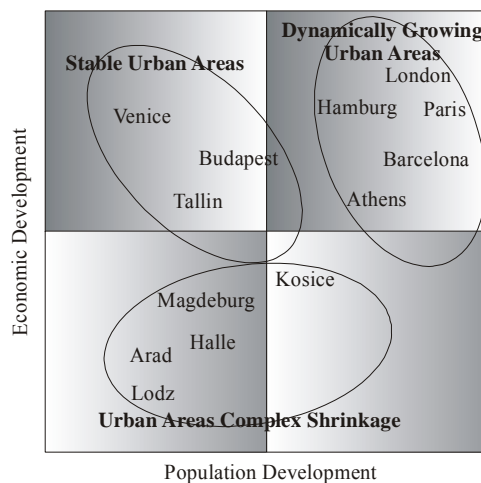 Dynamically Growing
Urban Areas
Stable Urban Areas
London
Venice
Hamburg
Paris
Budapest
Barcelona
Tallin
Athens
Economic Development
Kosice
Magdeburg
Halle
Arad
Lodz
Urban Areas Complex Shrinkage
Population Development